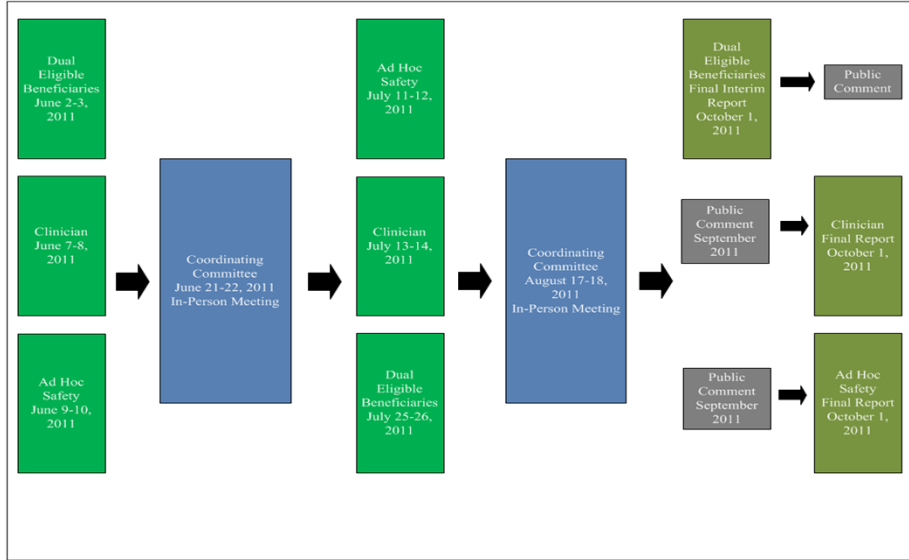 Dual
Eligible
Beneficiaries
June 2-3,
2011
Clinician
June 7-8,
2011
Ad Hoc
Safety
June 9-10,
2011
Coordinating
Committee
June 21-22, 2011
In-Person Meeting
Ad Hoc
Safety
July 11-12,
2011
Clinician
July 13-14,
2011
Dual
Eligible
Beneficiaries
July 25-26,
2011
Coordinating
Committee
August 17-18,
2011
In-Person Meeting
Dual
Eligible
Beneficiaries
Final Interim
Report
October 1,
2011
Public
Comment
Public
Comment
September
2011
Clinician
Final Report
October 1,
2011
Public
Comment
September
2011
Ad Hoc
Safety
Final Report
October 1,
2011